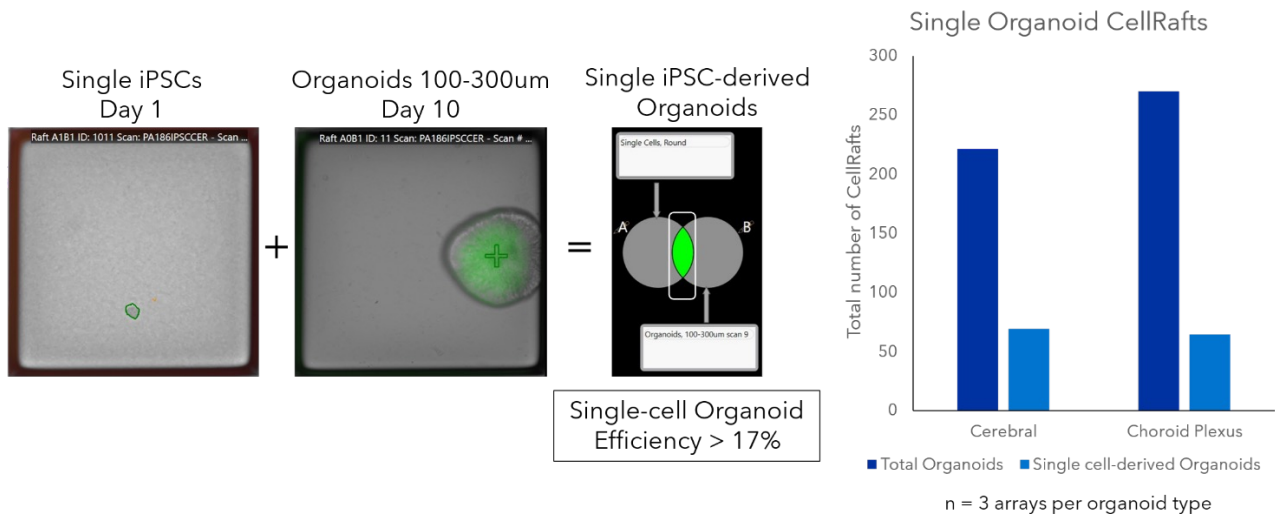 Single iPSCs
Day 1
Raft A1B1 ID: 1011 Scan: PA186IPSCCER - Scan ...
+
Organoids 100-300um
Day 10
Raft A0B1 ID: 11 Scan: PA186IPSCCER - Scan # ...
=
Single iPSC-derived
Organoids
Single Cells, Round
A
B
Organoids, 100-300um scan 9
Single-cell Organoid
Efficiency > 17%
Single Organoid CellRafts
Total number of CellRafts
300
250
200
150
100
50
0
Cerebral
Choroid Plexus
Total Organoids
Single cell-derived Organoids
n = 3 arrays per organoid type